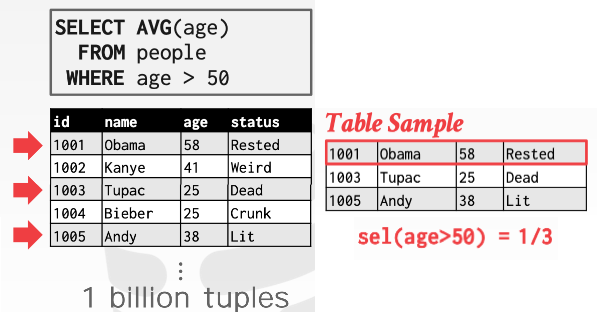 SELECT AVG(age)
FROM people
WHERE age > 50
id name age status
1001 Obama 58 Rested
1002 Kanye 41 Weird
1003 Tupac 25 Dead
1004 Bieber 25 Crunk
1005 Andy 38 Lit
⋮
1 billion tuples
Table Sample
1001 Obama 58 Rested
1003 Tupac 25 Dead
1005 Andy 38 Lit
sel(age>50) = 1/3